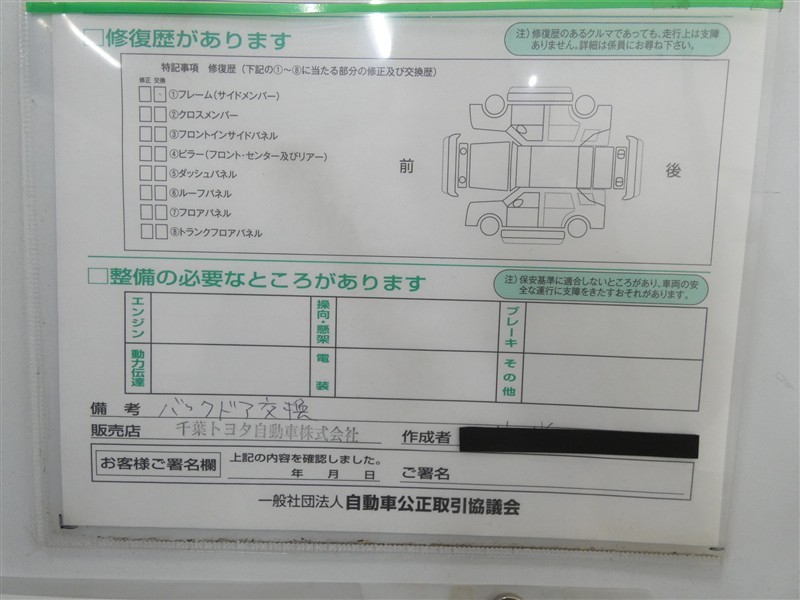 □修復歴があります
注）修復歴のあるクルマであっても、走行上は支障ありません。詳細は係員にお尋ね下さい。
特記事項 修復歴（下記の①～⑧に当たる部分の修正及び交換歴）
修正 交換
①フレーム（サイドメンバー）
②クロスメンバー
③フロントインサイドパネル
④ピラー（フロント・センター及びリアー）
⑤ダッシュパネル
⑥ルーフパネル
⑦フロアパネル
⑧トランクフロアパネル
前
後
□整備の必要なところがあります
注）保安基準に適合しないところがあり、車両の安全な運行に支障をきたすおそれがあります。
エンジン
操向・懸架
ブレーキ
動力伝達
電装
その他
備考 バックドア交換
販売店 千葉トヨタ自動車株式会社 作成者
お客様ご署名欄 上記の内容を確認しました。
年 月 日 ご署名
一般社団法人 自動車公正取引協議会